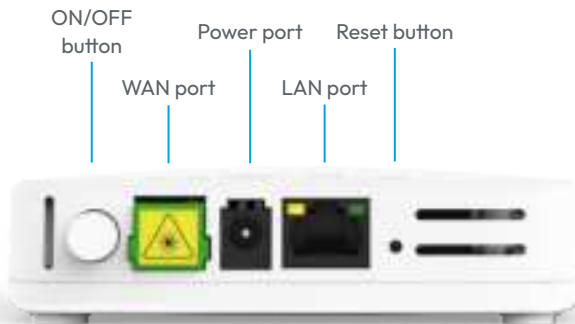 ON/OFF
button
Power port
Reset button
WAN port
LAN port